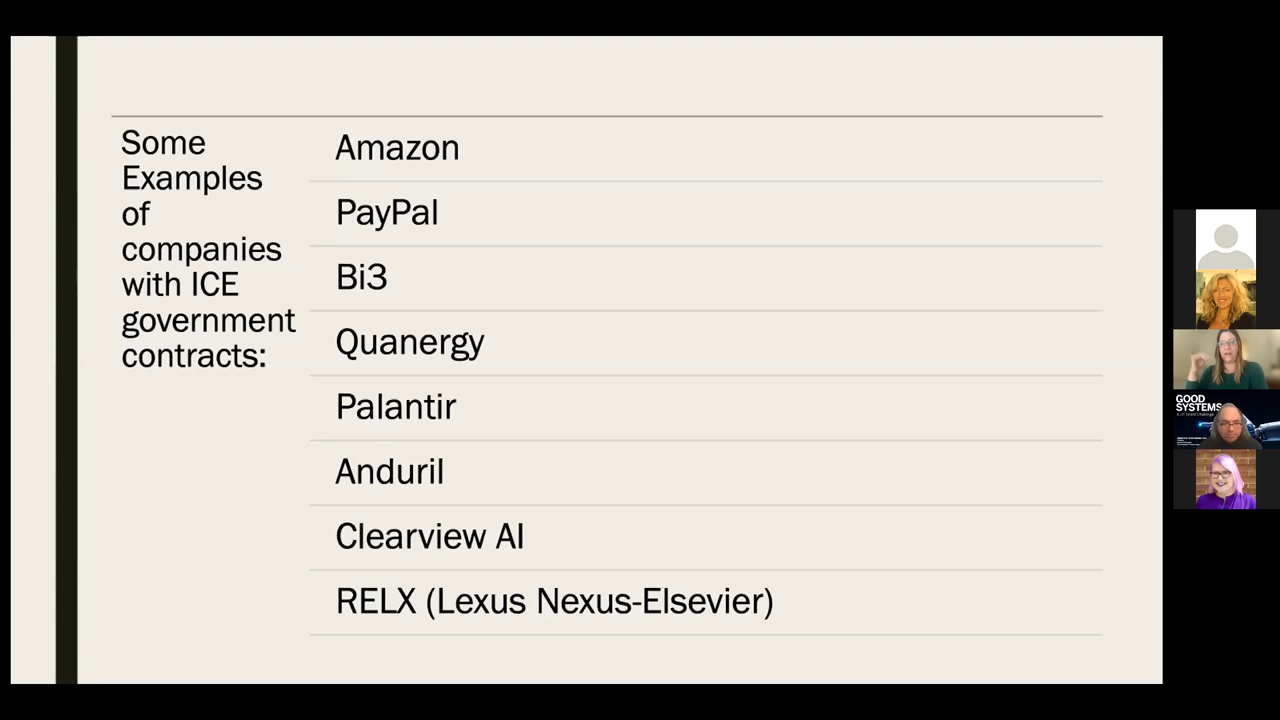 Some
Examples
of
companies
with ICE
government
contracts:
Amazon
PayPal
Bi3
Quanergy
Palantir
Anduril
Clearview AI
RELX (Lexus Nexus-Elsevier)
GOOD
SYSTEMS